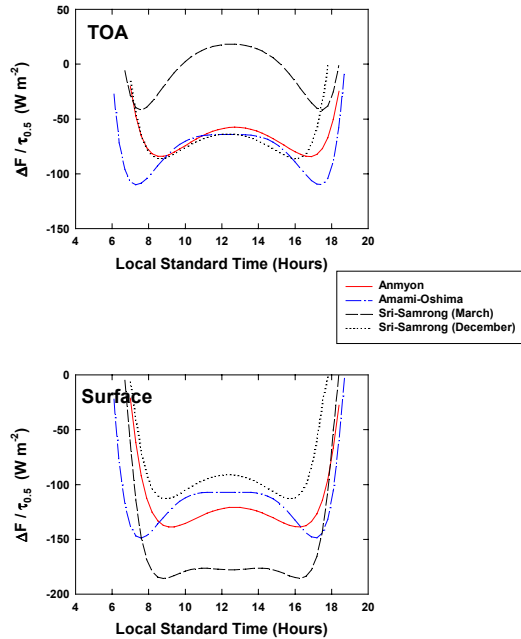 TOA
50
0
-50
-100
-150
ΔF / τ0.5 (W m-2)
4 6 8 10 12 14 16 18 20
Local Standard Time (Hours)
Anmyon
Amami-Oshima
Sri-Samrong (March)
Sri-Samrong (December)
Surface
0
-50
-100
-150
-200
ΔF / τ0.5 (W m-2)
4 6 8 10 12 14 16 18 20
Local Standard Time (Hours)